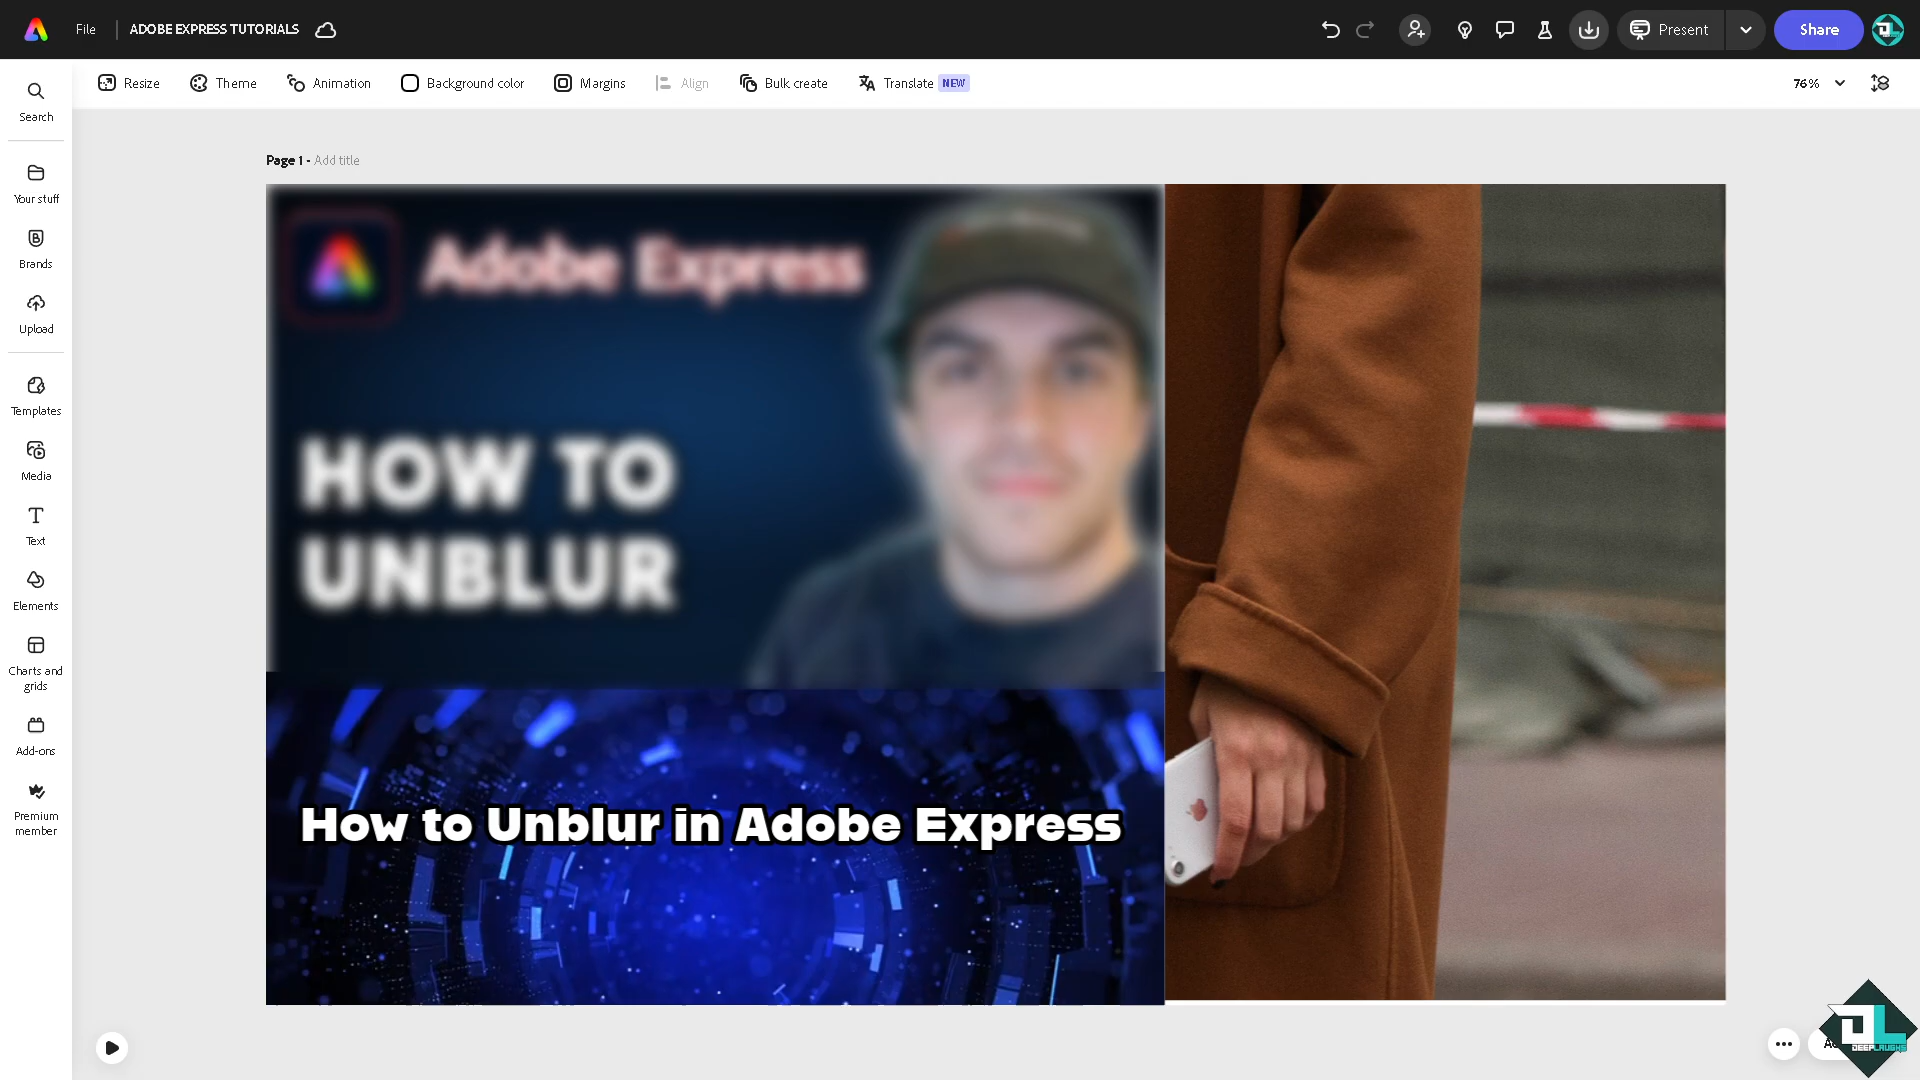 File
ADOBE EXPRESS TUTORIALS
Present
Share
Resize
Theme
Animation
Background color
Margins
Align
Bulk create
Translate NEW
76%
Search
Your stuff
Brands
Upload
Templates
Media
Text
Elements
Charts and
grids
Add-ons
Premium
member
Page 1 - Add title
Adobe Express
HOW TO
UNBLUR
How to Unblur in Adobe Express
DEEPLAUGHS